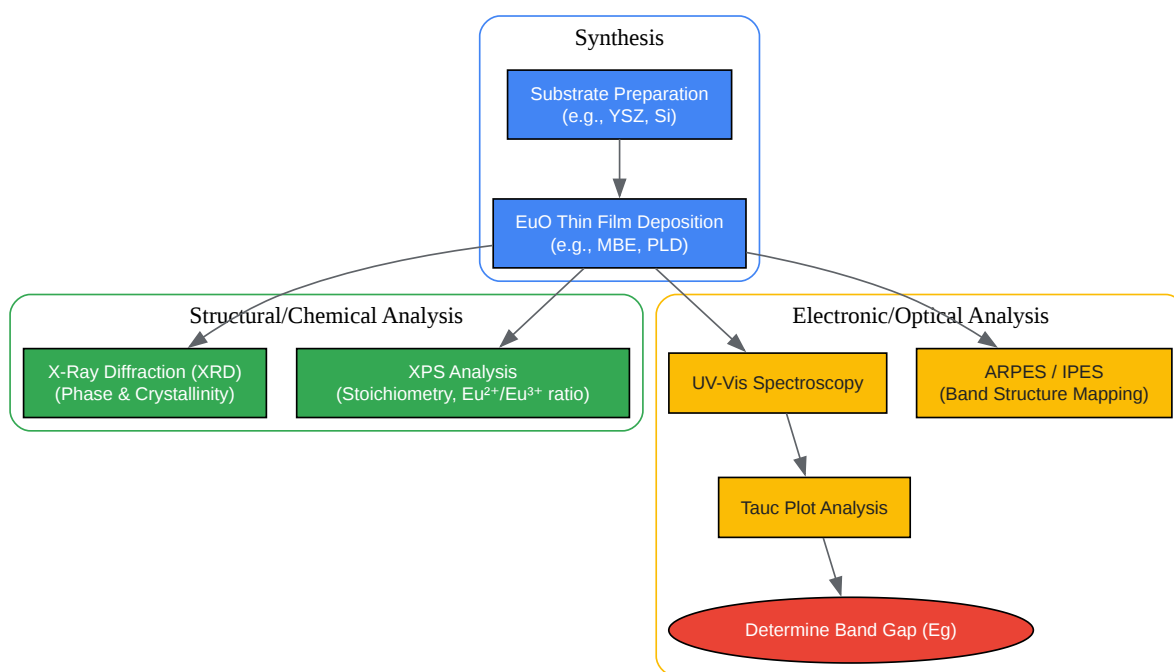 Synthesis
Substrate Preparation
(e.g., YSZ, Si)
EuO Thin Film Deposition
(e.g., MBE, PLD)
Structural/Chemical Analysis
X-Ray Diffraction (XRD)
(Phase & Crystallinity)
XPS Analysis
(Stoichiometry, Eu²⁺/Eu³⁺ ratio)
Electronic/Optical Analysis
UV-Vis Spectroscopy
ARPES / IPES
(Band Structure Mapping)
Tauc Plot Analysis
Determine Band Gap (Eg)